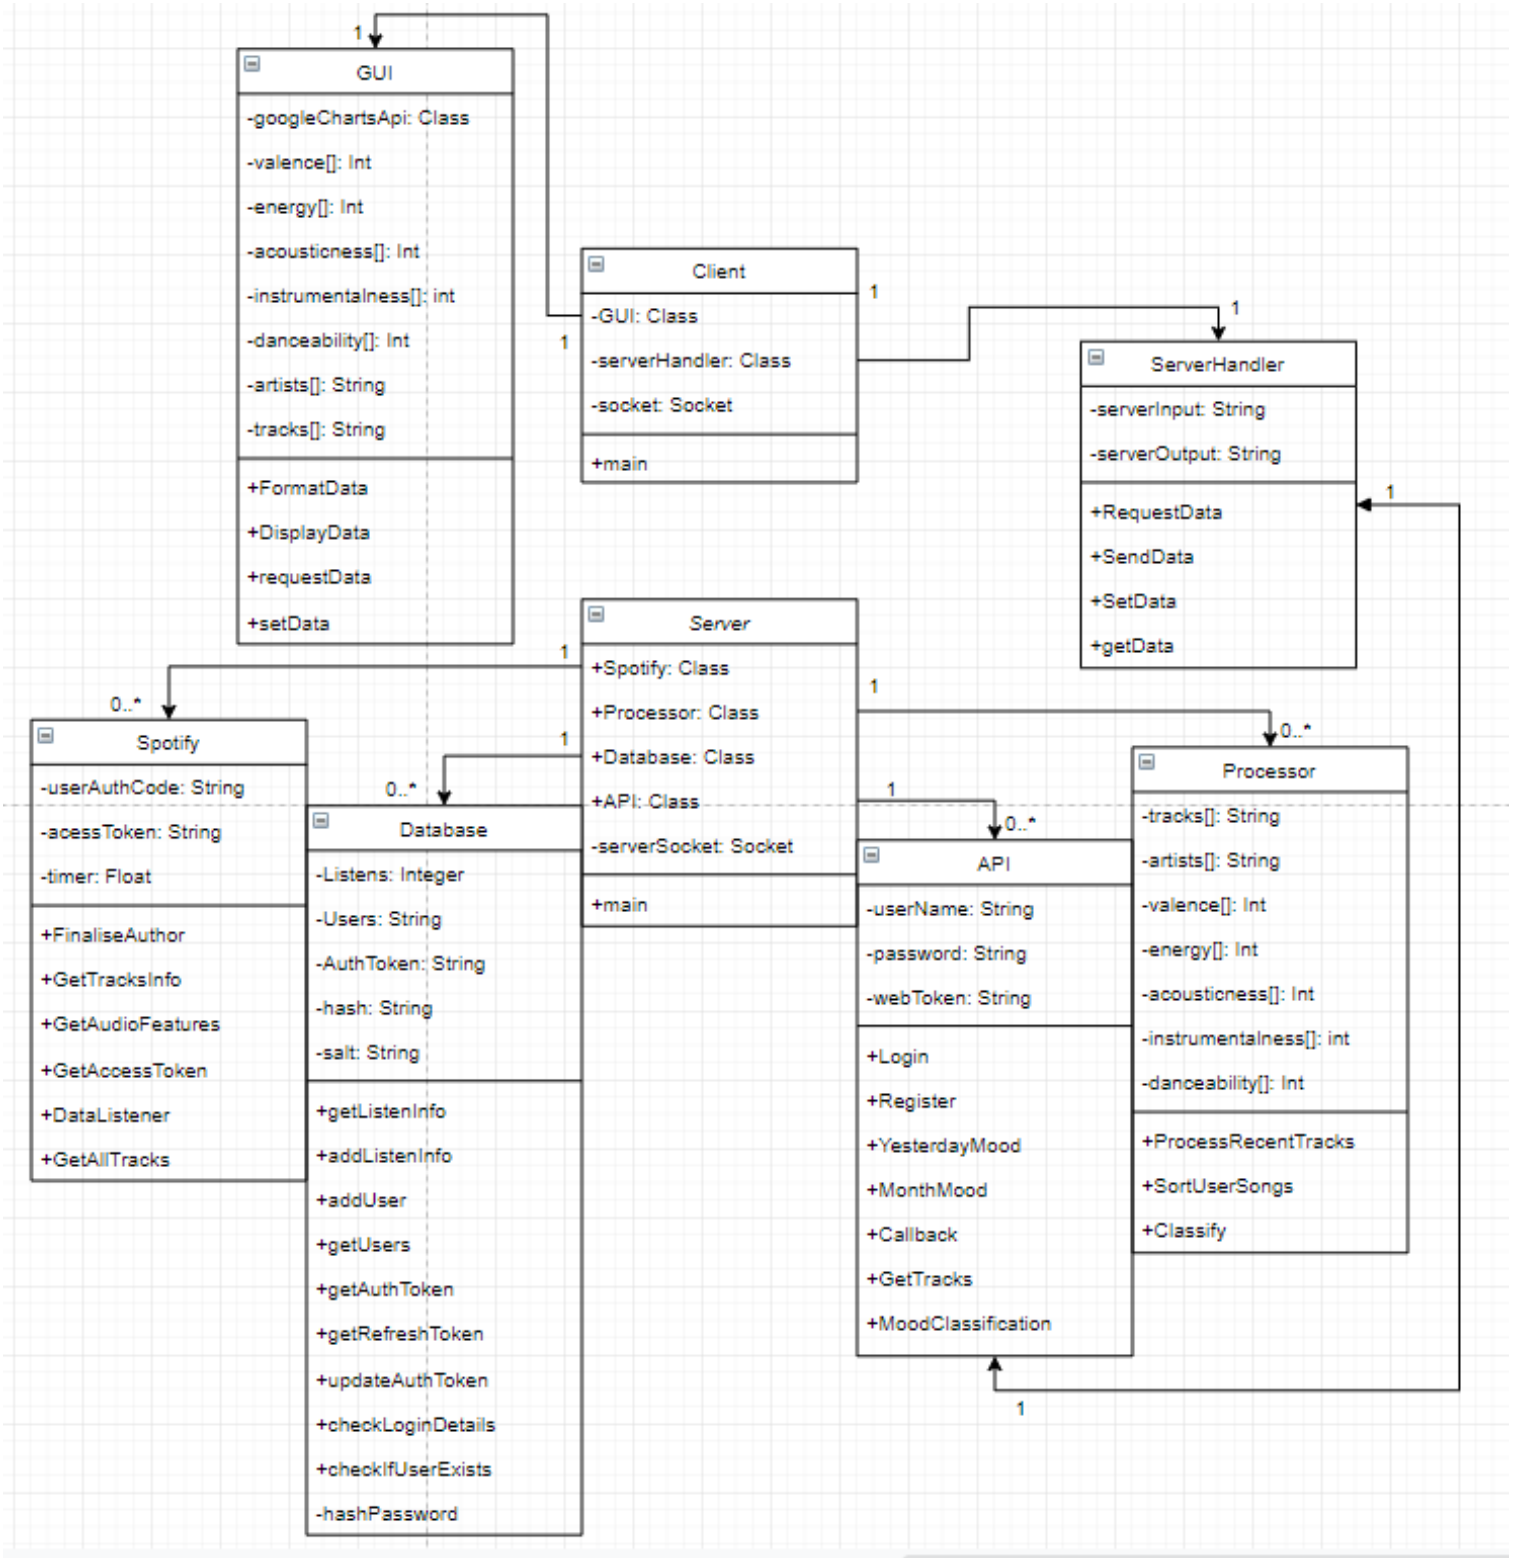 1
GUI
-googleChartsApi: Class
-valence[]: Int
-energy[]: Int
-acousticness[]: Int
-instrumentalness[]: int
-danceability[]: Int
-artists[]: String
-tracks[]: String
+FormatData
+DisplayData
+requestData
+setData
1
Client
-GUI: Class
-serverHandler: Class
-socket: Socket
+main
1
1
ServerHandler
-serverInput: String
-serverOutput: String
+RequestData
+SendData
+SetData
+getData
1
Server
+Spotify: Class
+Processor: Class
+Database: Class
+API: Class
-serverSocket: Socket
+main
1
1
1
1
0..*
Spotify
-userAuthCode: String
-acessToken: String
-timer: Float
+FinaliseAuthor
+GetTracksInfo
+GetAudioFeatures
+GetAccessToken
+DataListener
+GetAllTracks
0..*
Database
-Listens: Integer
-Users: String
-AuthToken: String
-hash: String
-salt: String
+getListenInfo
+addListenInfo
+addUser
+getUsers
+getAuthToken
+getRefreshToken
+updateAuthToken
+checkLoginDetails
+checkIfUserExists
-hashPassword
0..*
API
-userName: String
-password: String
-webToken: String
+Login
+Register
+YesterdayMood
+MonthMood
+Callback
+GetTracks
+MoodClassification
1
0..*
Processor
-tracks[]: String
-artists[]: String
-valence[]: Int
-energy[]: Int
-acousticness[]: Int
-instrumentalness[]: int
-danceability[]: Int
+ProcessRecentTracks
+SortUserSongs
+Classify